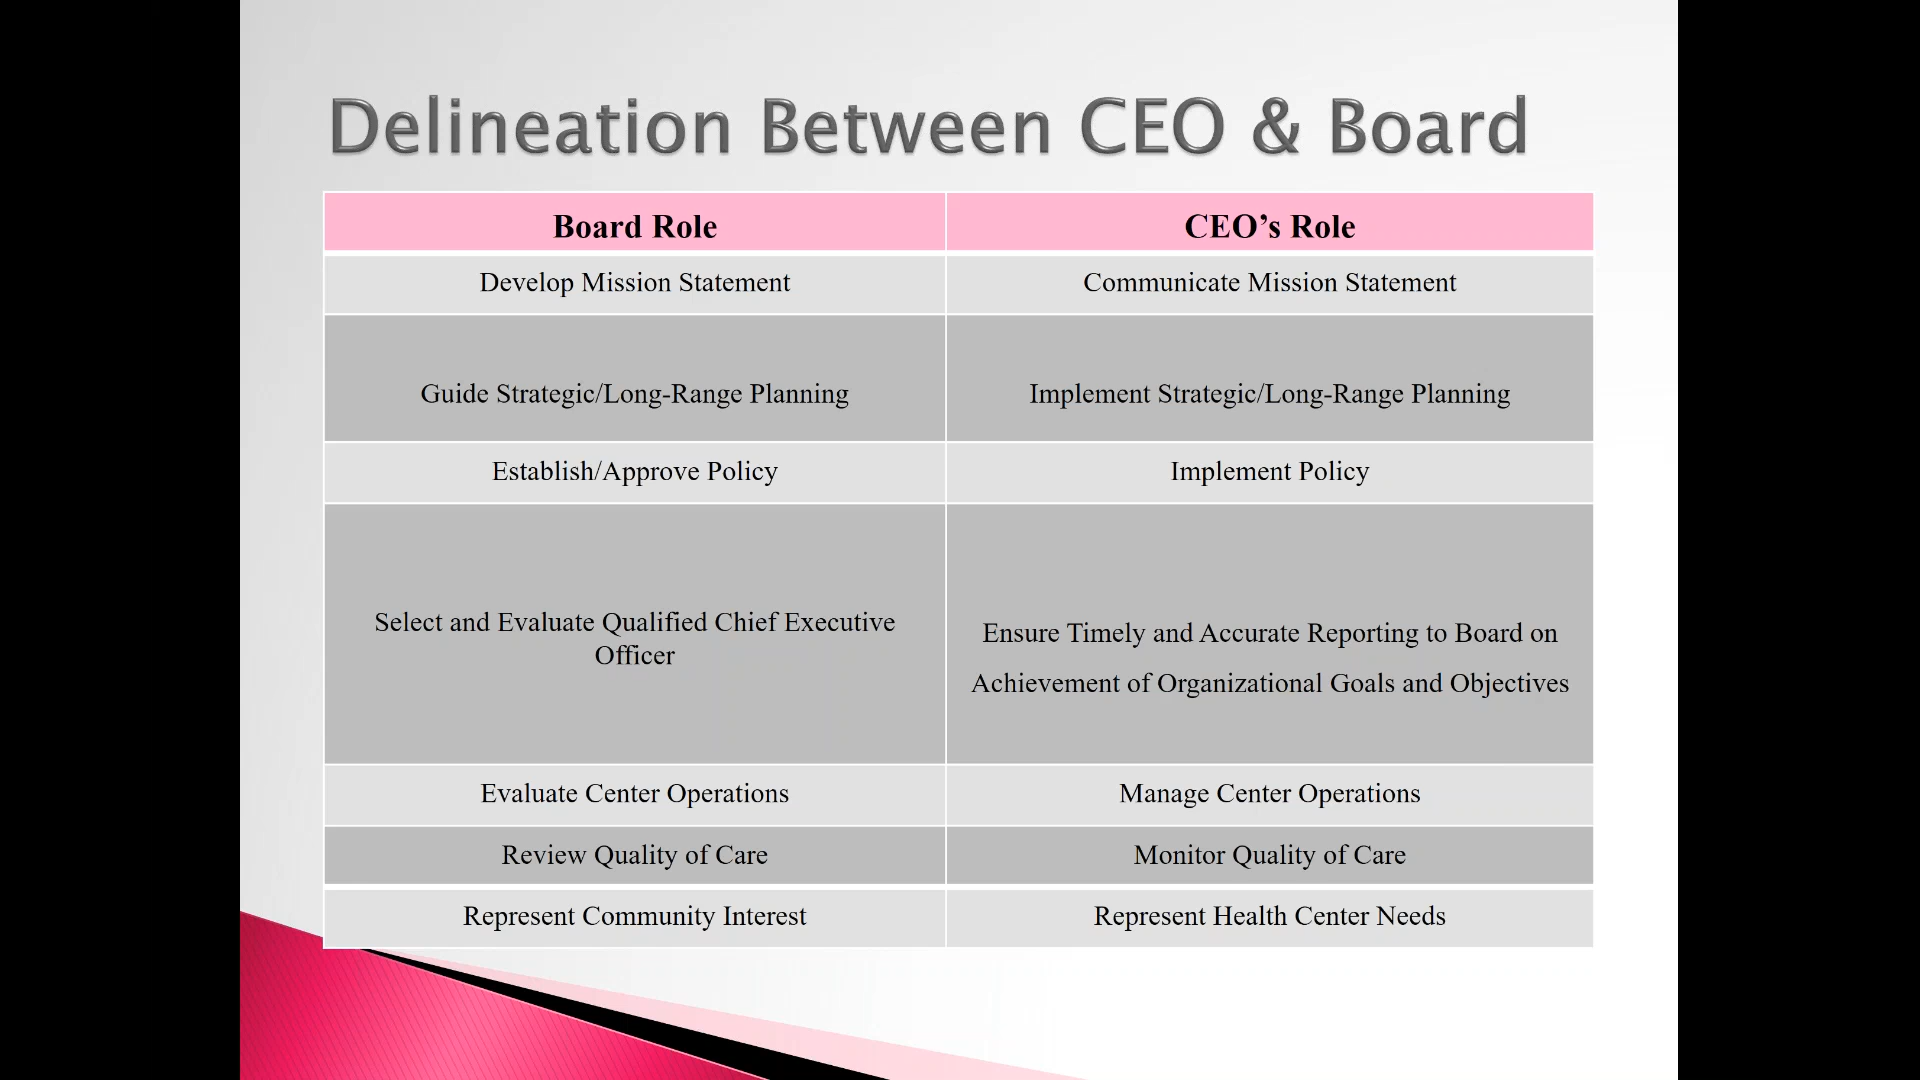 Delineation Between CEO & Board
Board Role
CEO’s Role
Develop Mission Statement
Communicate Mission Statement
Guide Strategic/Long-Range Planning
Implement Strategic/Long-Range Planning
Establish/Approve Policy
Implement Policy
Select and Evaluate Qualified Chief Executive
Officer
Ensure Timely and Accurate Reporting to Board on
Achievement of Organizational Goals and Objectives
Evaluate Center Operations
Manage Center Operations
Review Quality of Care
Monitor Quality of Care
Represent Community Interest
Represent Health Center Needs